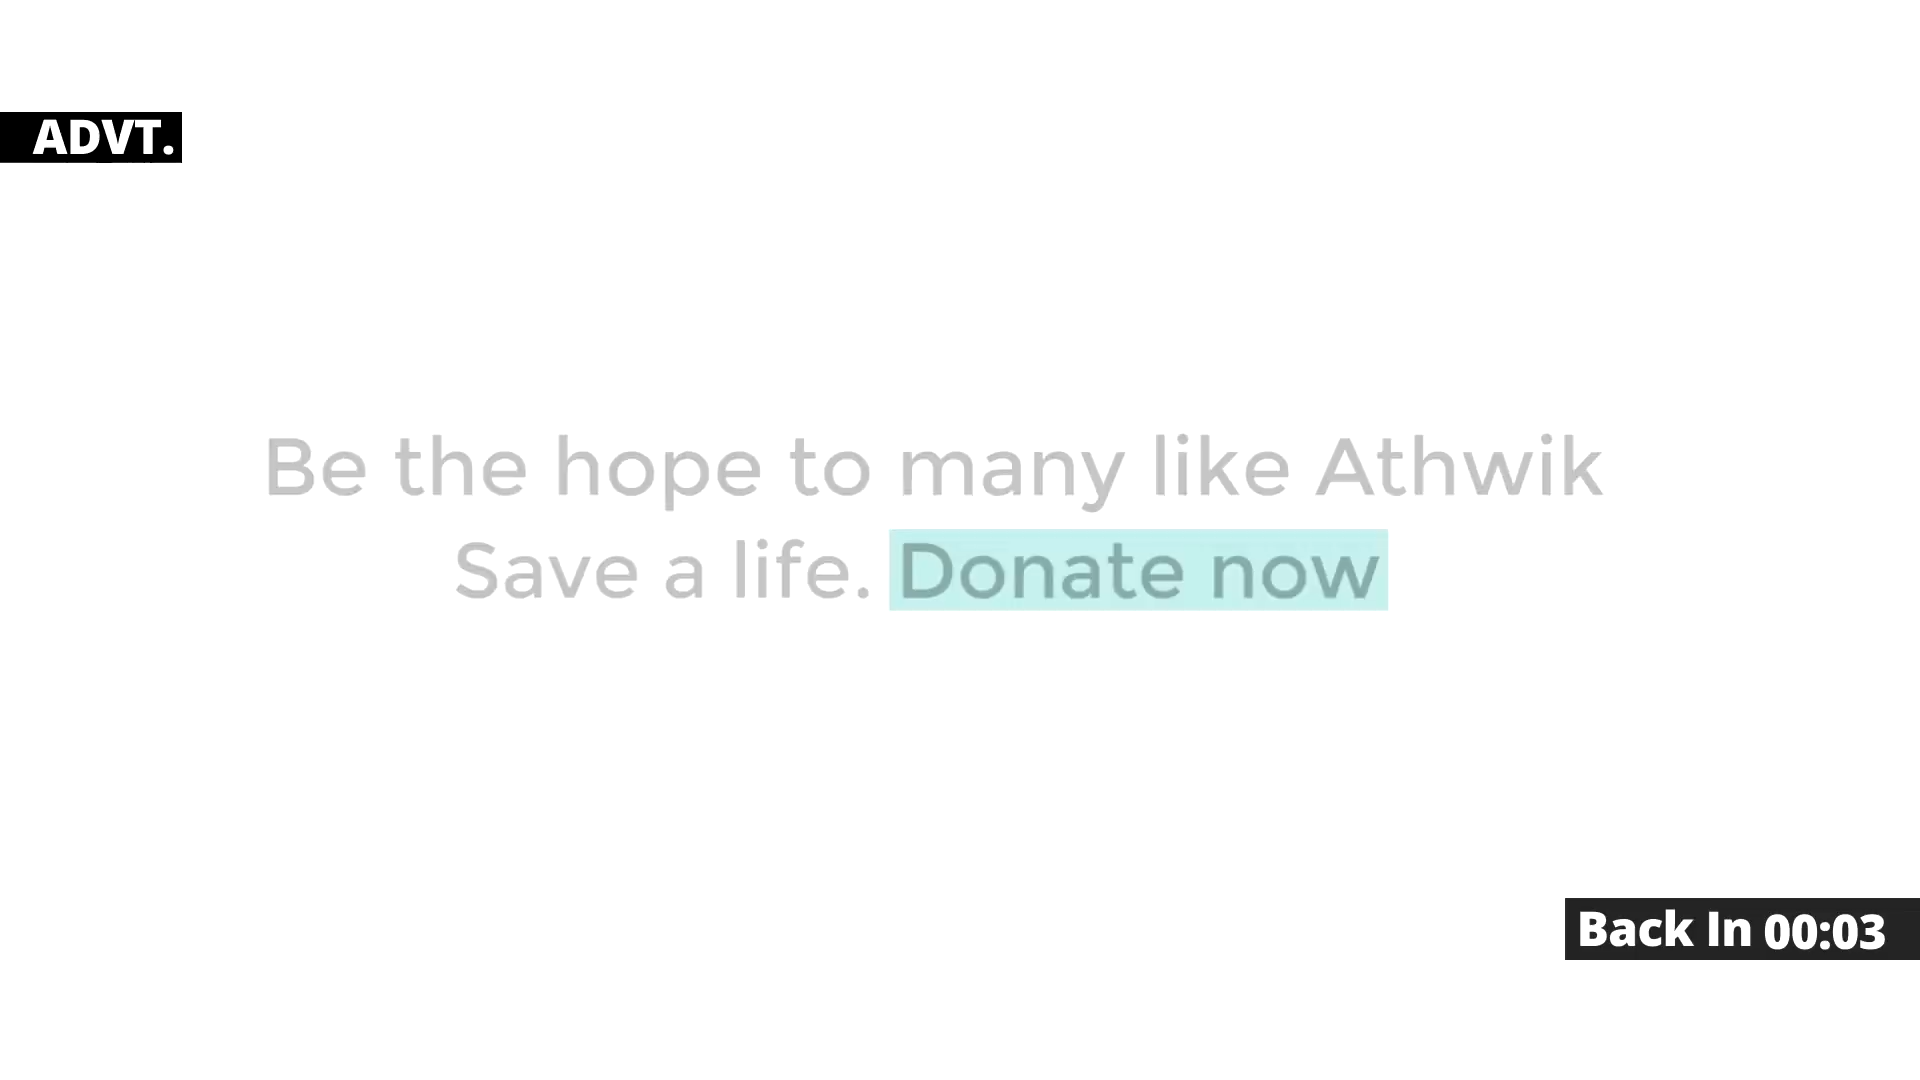 ADVT.
Be the hope to many like Athwik
Save a life. Donate now
Back In 00:03